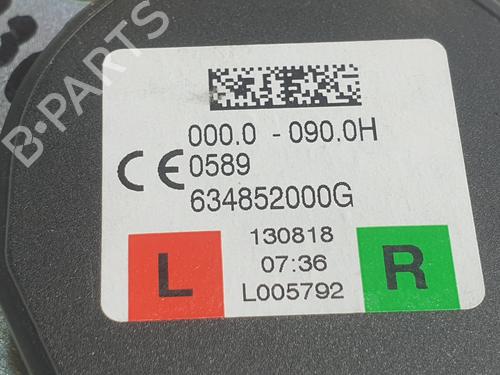 B-PARTS
000.0 - 090.0H
CE 0589
634852000G
L 130818 R
07:36
L005792